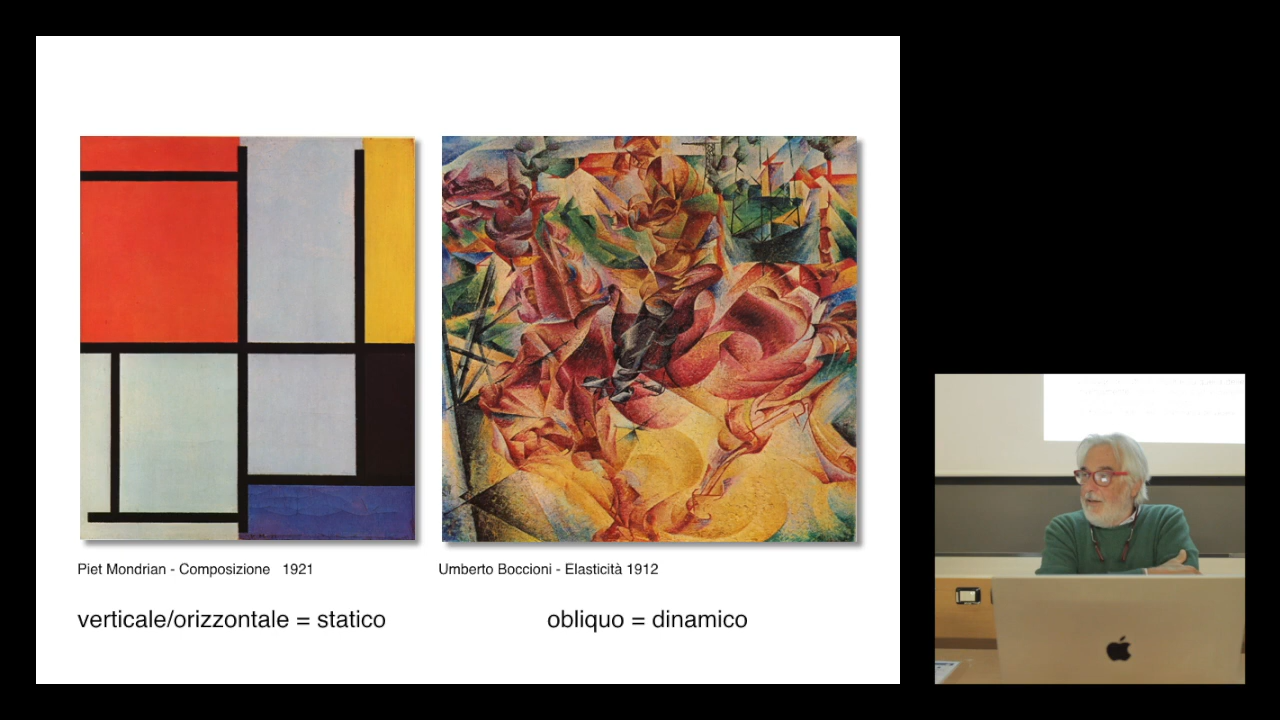 Piet Mondrian - Composizione 1921
Umberto Boccioni - Elasticità 1912
verticale/orizzontale = statico
obliquo = dinamico